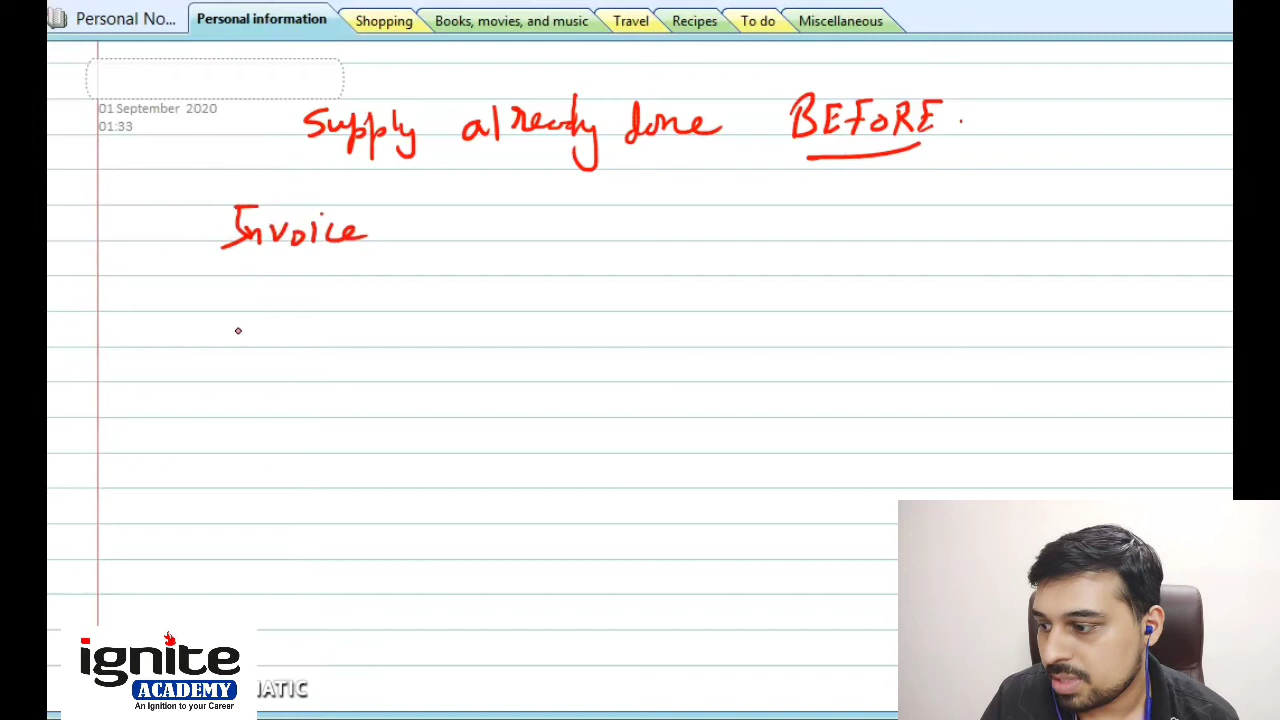 Personal No... Personal information Shopping Books, movies, and music Travel Recipes To do Miscellaneous
01 September 2020
01:33
Supply already done BEFORE.
Invoice
ignite
ACADEMY
An Ignition to your Career
ATIC